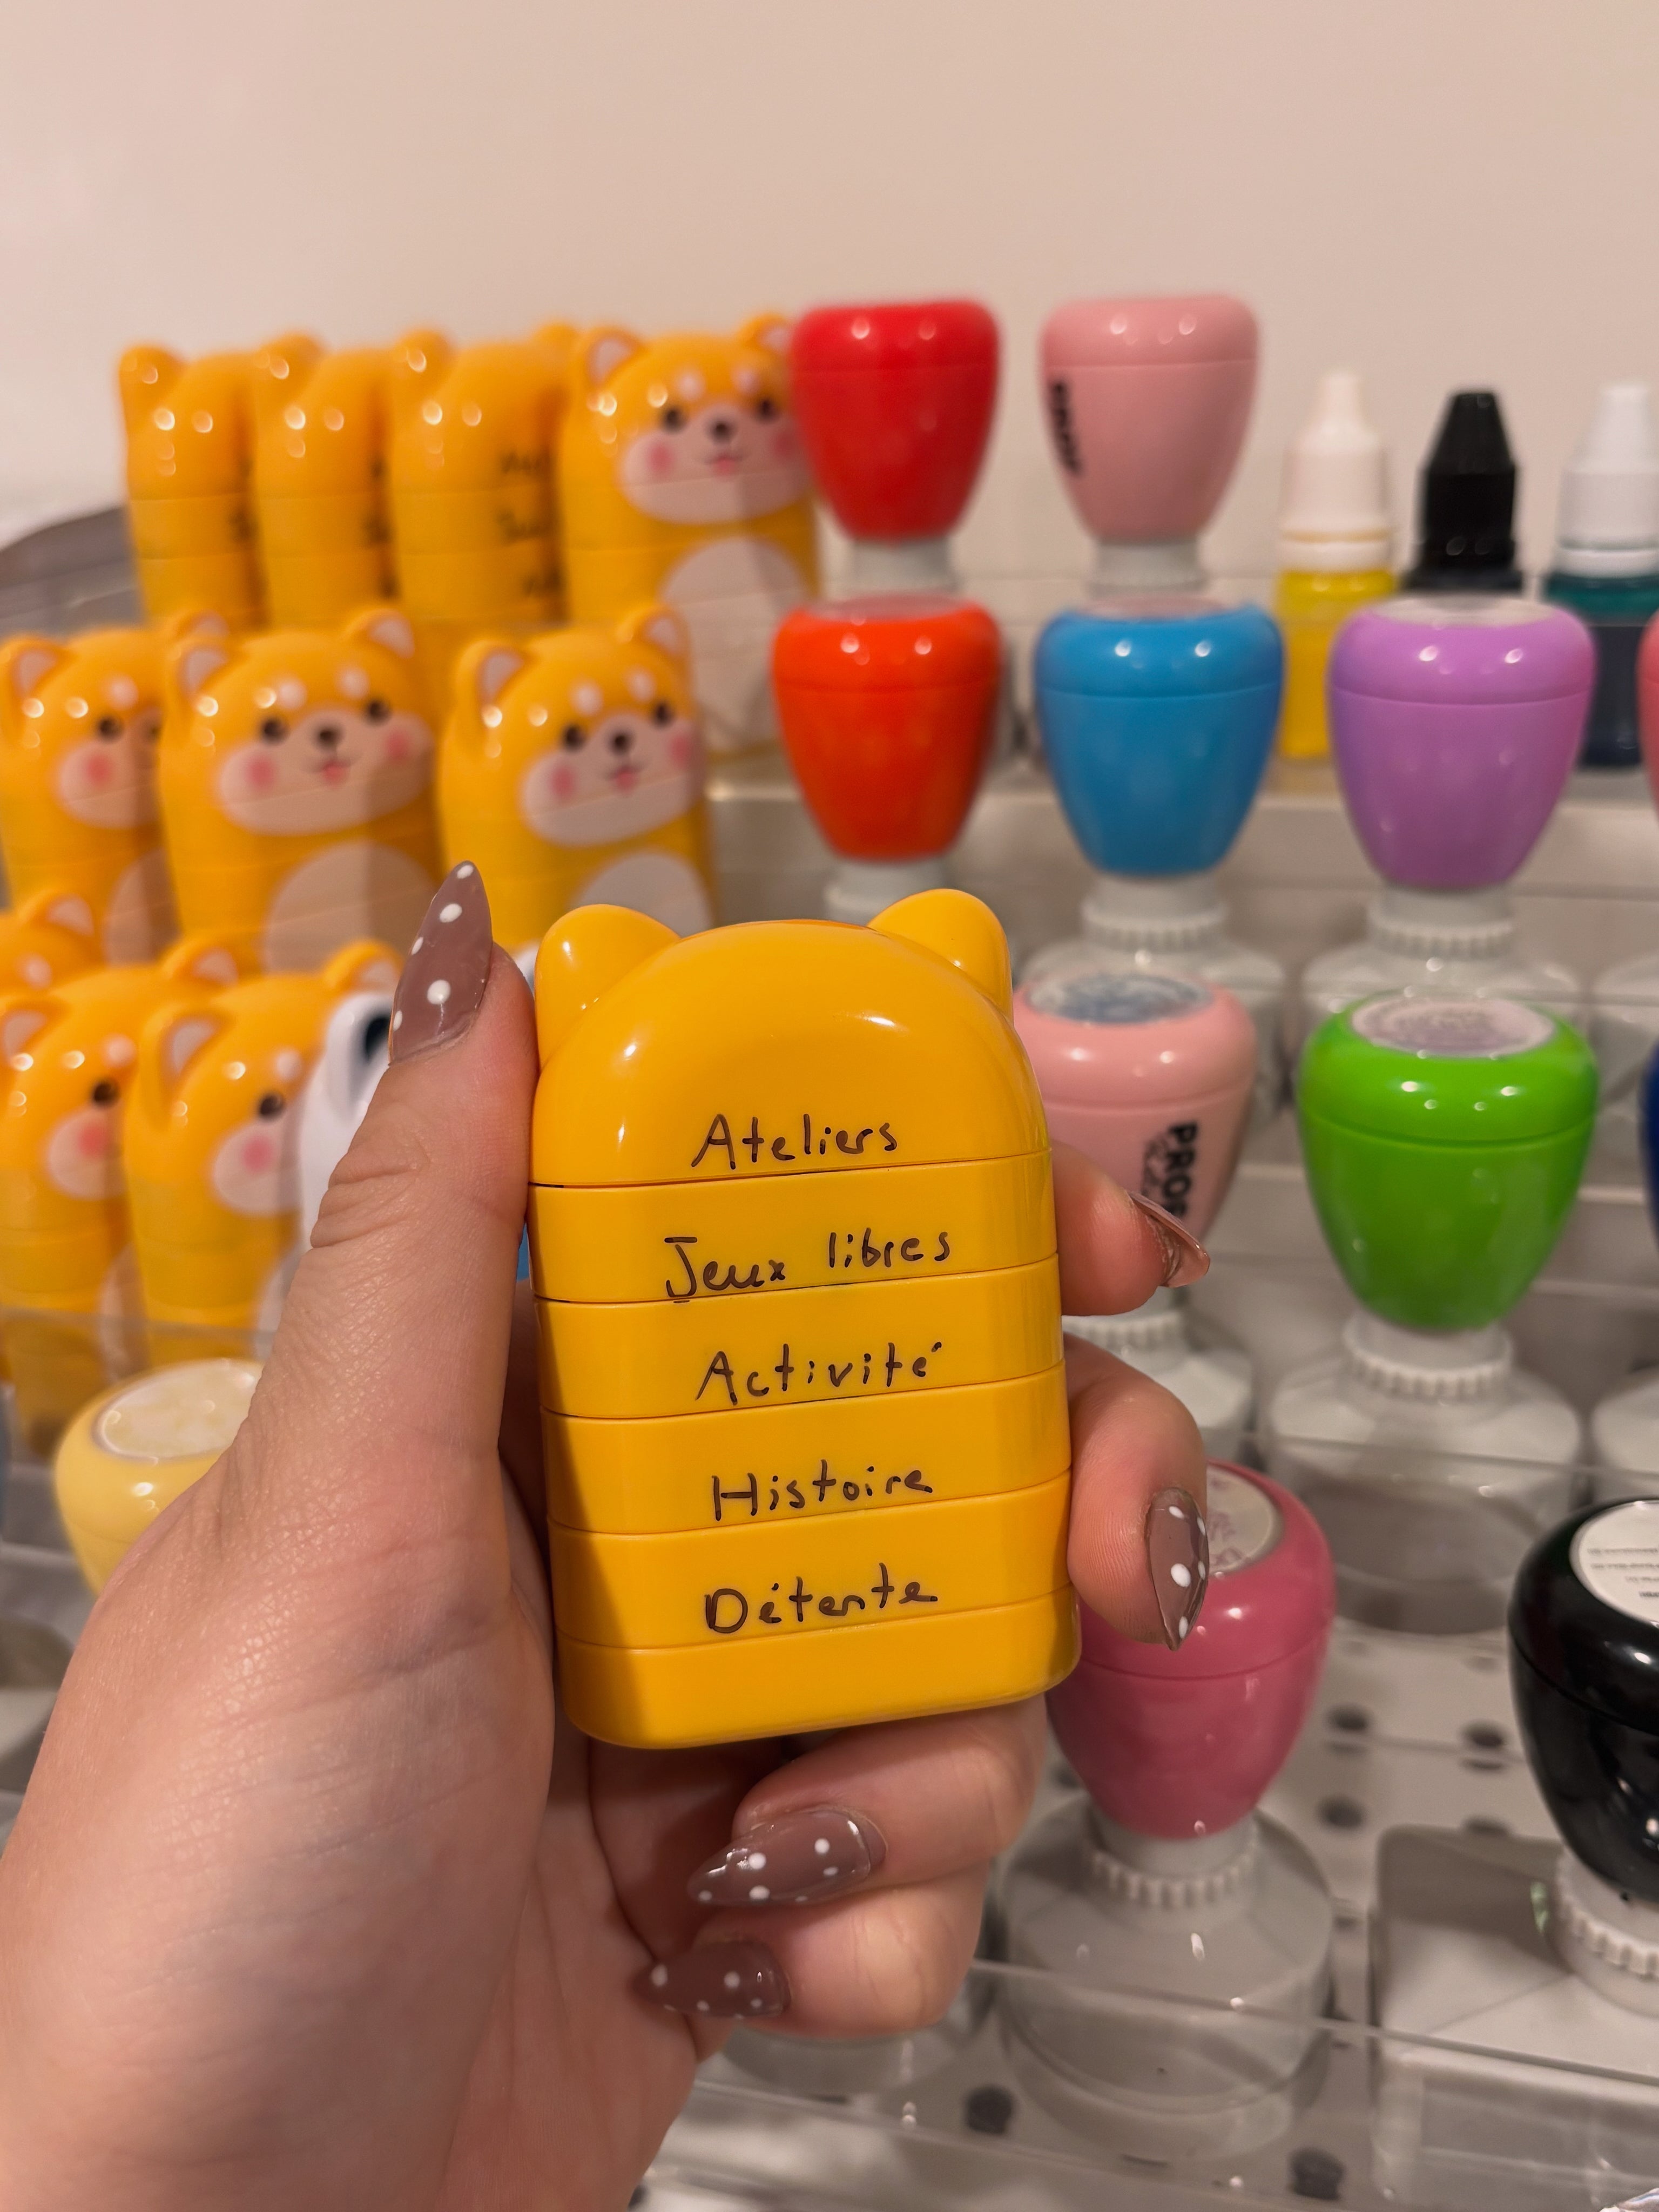 Ateliers
Jeux libres
Activité
Histoire
Détente